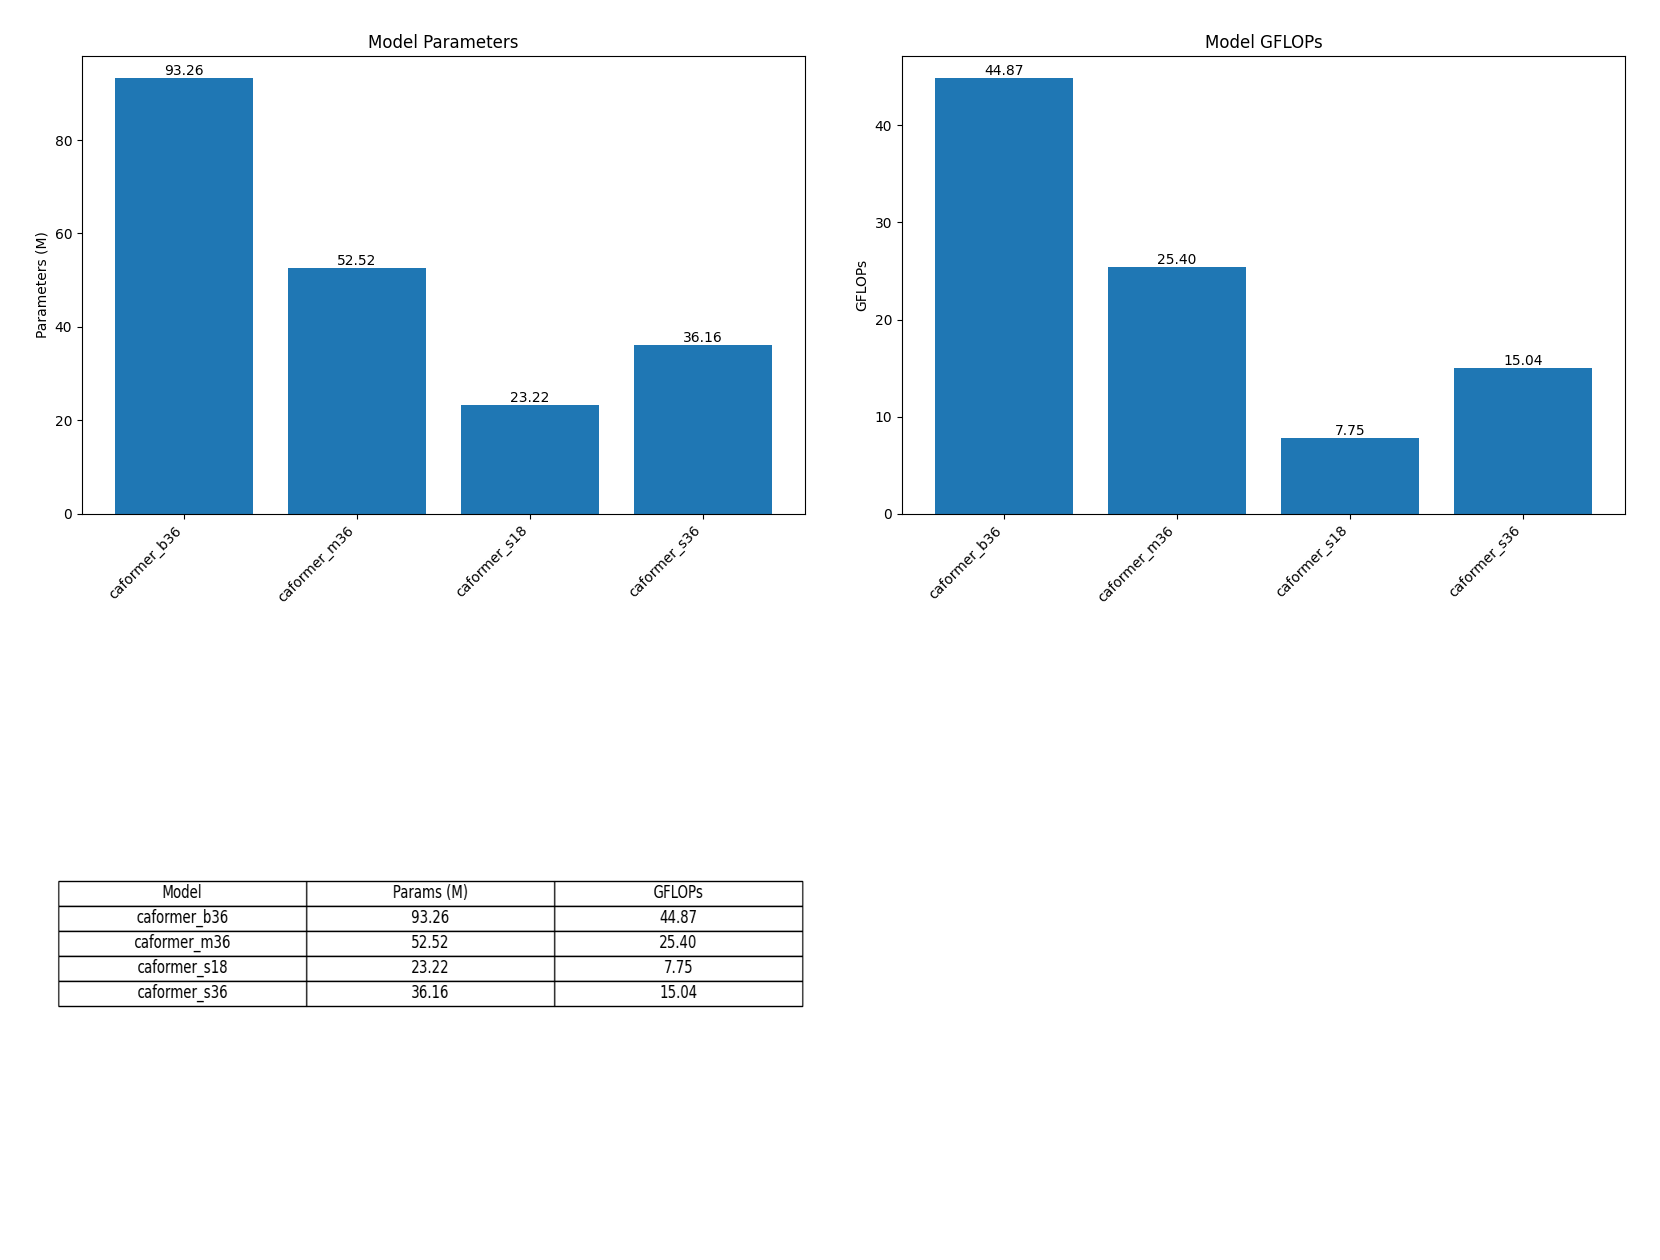 Model Parameters
93.26
52.52
23.22
36.16
80
60
40
20
0
Parameters (M)
caformer_b36
caformer_m36
caformer_s18
caformer_s36
Model GFLOPs
44.87
25.40
7.75
15.04
40
30
20
10
0
GFLOPs
caformer_b36
caformer_m36
caformer_s18
caformer_s36
Model Params (M) GFLOPs
caformer_b36 93.26 44.87
caformer_m36 52.52 25.40
caformer_s18 23.22 7.75
caformer_s36 36.16 15.04